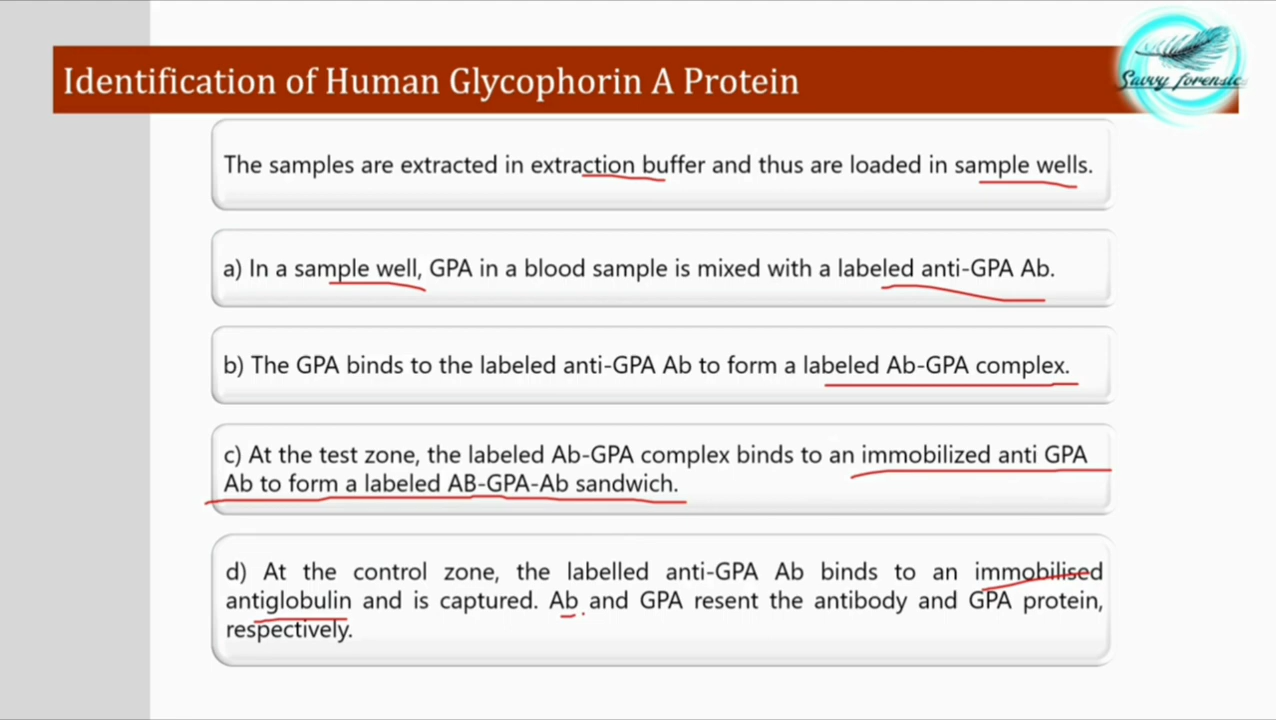 Identification of Human Glycophorin A Protein
Savvy forensics
The samples are extracted in extraction buffer and thus are loaded in sample wells.
a) In a sample well, GPA in a blood sample is mixed with a labeled anti-GPA Ab.
b) The GPA binds to the labeled anti-GPA Ab to form a labeled Ab-GPA complex.
c) At the test zone, the labeled Ab-GPA complex binds to an immobilized anti GPA
Ab to form a labeled AB-GPA-Ab sandwich.
d) At the control zone, the labelled anti-GPA Ab binds to an immobilised
antiglobulin and is captured. Ab and GPA resent the antibody and GPA protein,
respectively.